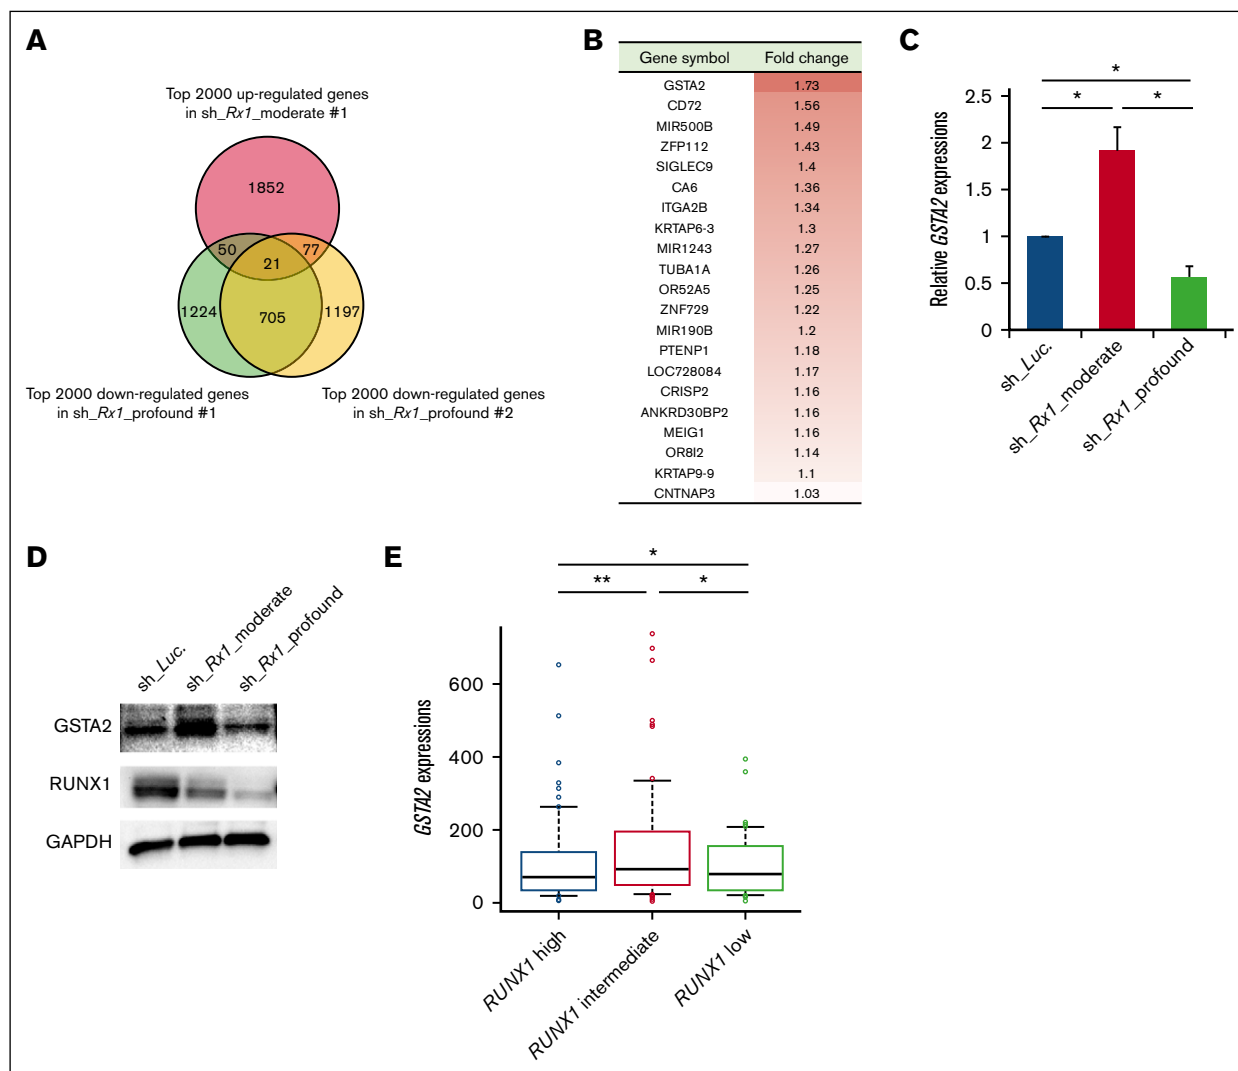 A
Top 2000 up-regulated genes
in sh_Rx1_moderate #1
1852
50
77
21
1224
705
1197
Top 2000 down-regulated genes
in sh_Rx1_profound #1
Top 2000 down-regulated genes
in sh_Rx1_profound #2
B
Gene symbol Fold change
GSTA2 1.73
CD72 1.56
MIR500B 1.49
ZFP112 1.43
SIGLEC9 1.4
CA6 1.36
ITGA2B 1.34
KRTAP6-3 1.3
MIR1243 1.27
TUBA1A 1.26
OR52A5 1.25
ZNF729 1.22
MIR190B 1.2
PTENP1 1.18
LOC728084 1.17
CRISP2 1.16
ANKRD30BP2 1.16
MEIG1 1.16
OR8I2 1.14
KRTAP9-9 1.1
CNTNAP3 1.03
C
*
* *
Relative GSTA2 expressions
2.5
2
1.5
1
0.5
0
sh_Luc.
sh_Rx1_moderate
sh_Rx1_profound
D
sh_Luc.
sh_Rx1_moderate
sh_Rx1_profound
GSTA2
RUNX1
GAPDH
E
*
** *
GSTA2 expressions
600
400
200
0
RUNX1 high
RUNX1 intermediate
RUNX1 low